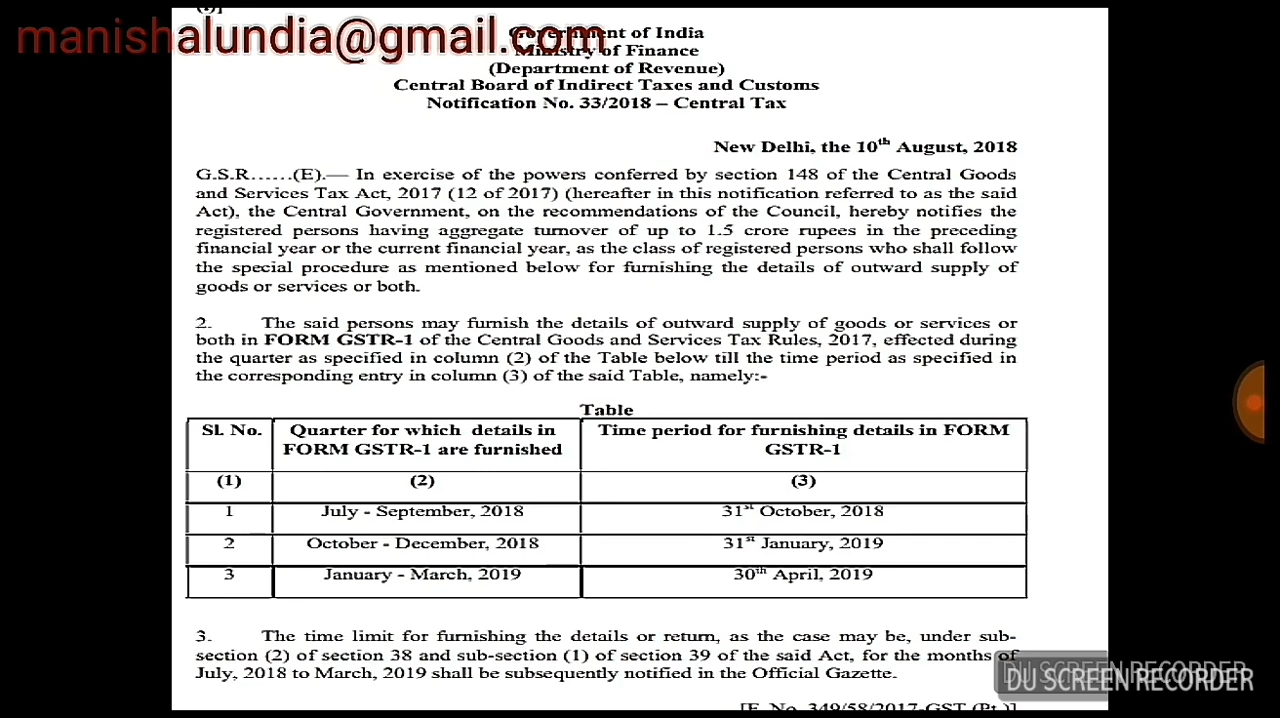 manishalundia@gmail.com
Government of India
Ministry of Finance
(Department of Revenue)
Central Board of Indirect Taxes and Customs
Notification No. 33/2018 – Central Tax
New Delhi, the 10th August, 2018
G.S.R......(E).— In exercise of the powers conferred by section 148 of the Central Goods
and Services Tax Act, 2017 (12 of 2017) (hereafter in this notification referred to as the said
Act), the Central Government, on the recommendations of the Council, hereby notifies the
registered persons having aggregate turnover of up to 1.5 crore rupees in the preceding
financial year or the current financial year, as the class of registered persons who shall follow
the special procedure as mentioned below for furnishing the details of outward supply of
goods or services or both.
2. The said persons may furnish the details of outward supply of goods or services or
both in FORM GSTR-1 of the Central Goods and Services Tax Rules, 2017, effected during
the quarter as specified in column (2) of the Table below till the time period as specified in
the corresponding entry in column (3) of the said Table, namely:-
Table
Sl. No. Quarter for which details in Time period for furnishing details in FORM
FORM GSTR-1 are furnished GSTR-1
(1) (2) (3)
1 July - September, 2018 31st October, 2018
2 October - December, 2018 31st January, 2019
3 January - March, 2019 30th April, 2019
3. The time limit for furnishing the details or return, as the case may be, under sub-
section (2) of section 38 and sub-section (1) of section 39 of the said Act, for the months of
July, 2018 to March, 2019 shall be subsequently notified in the Official Gazette.
DU SCREEN RECORDER
[F. No. 349/58/2017-GST (Pt.)]